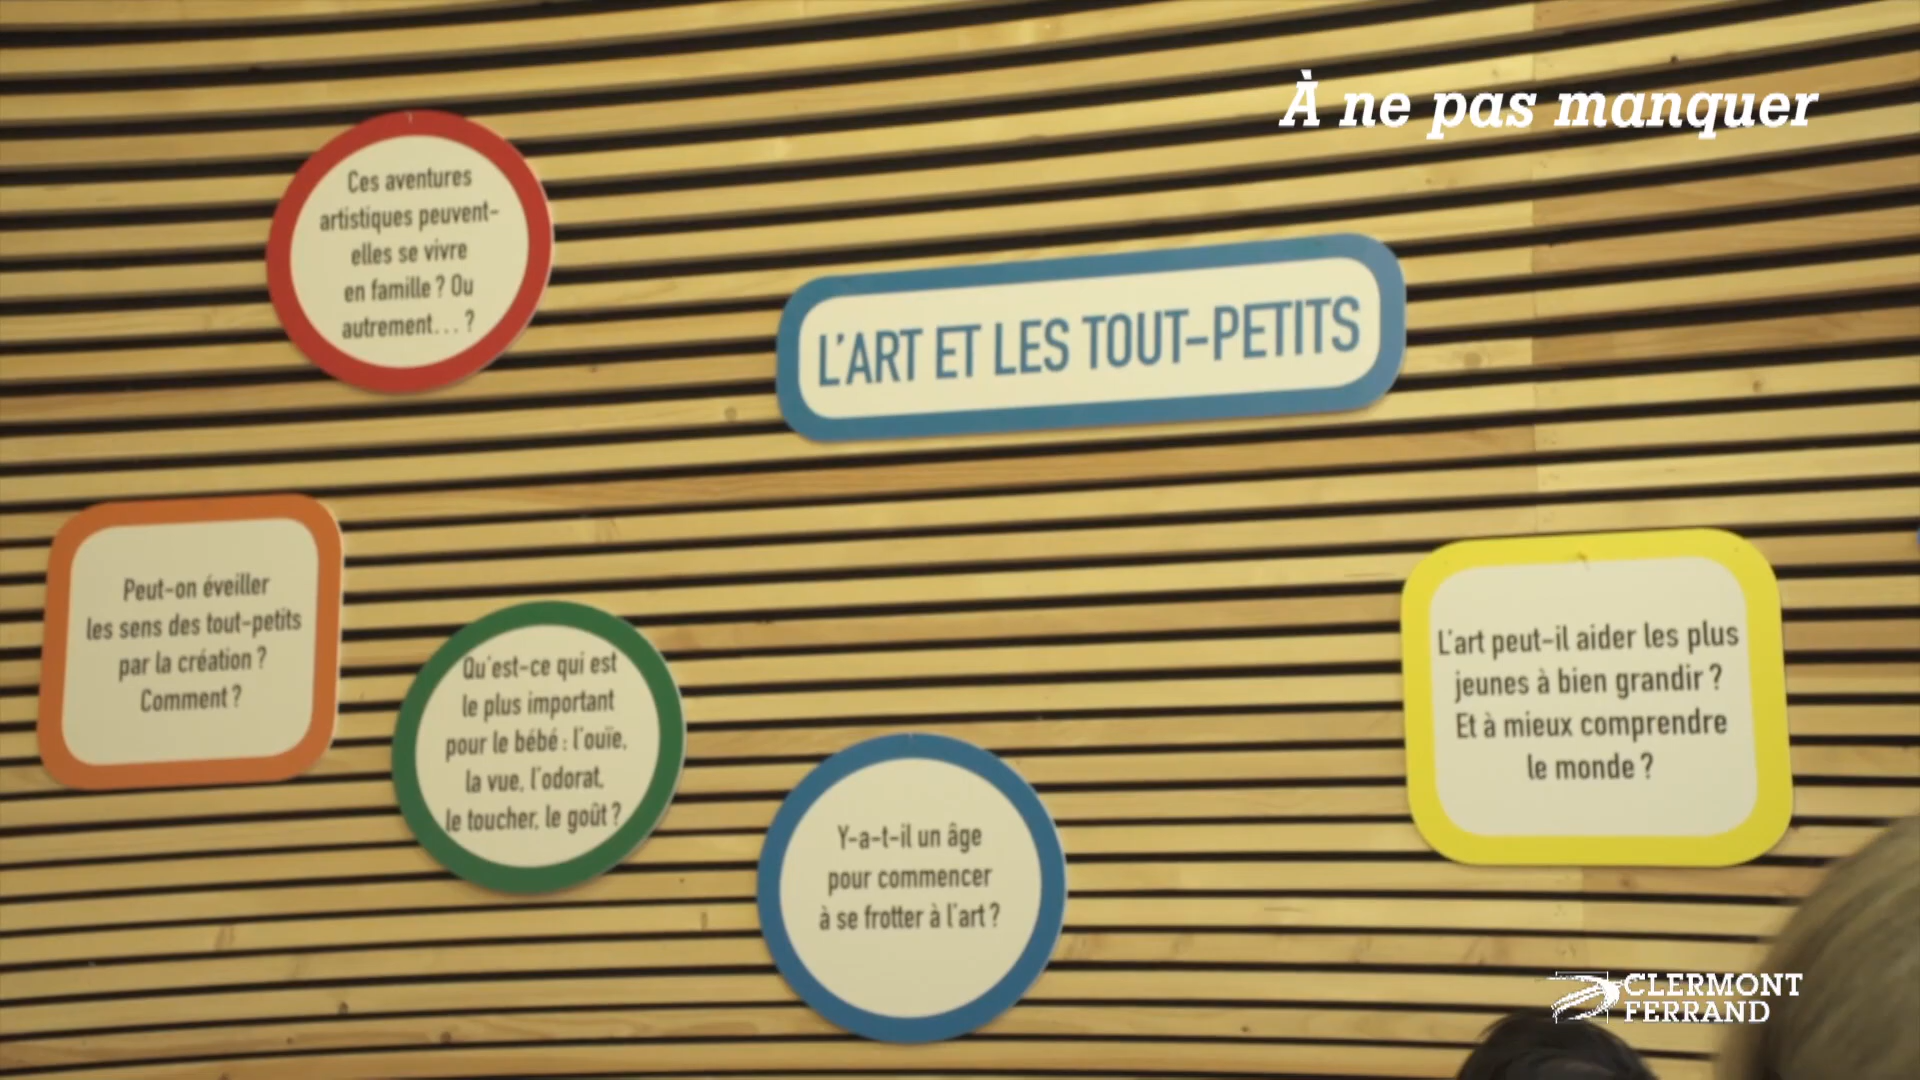 À ne pas manquer
Ces aventures
artistiques peuvent-
elles se vivre
en famille ? Ou
autrement... ?
L'ART ET LES TOUT-PETITS
Peut-on éveiller
les sens des tout-petits
par la création ?
Comment ?
Qu'est-ce qui est
le plus important
pour le bébé : l'ouïe,
la vue, l'odorat,
le toucher, le goût ?
Y-a-t-il un âge
pour commencer
à se frotter à l'art ?
L'art peut-il aider les plus
jeunes à bien grandir ?
Et à mieux comprendre
le monde ?
CLERMONT
FERRAND